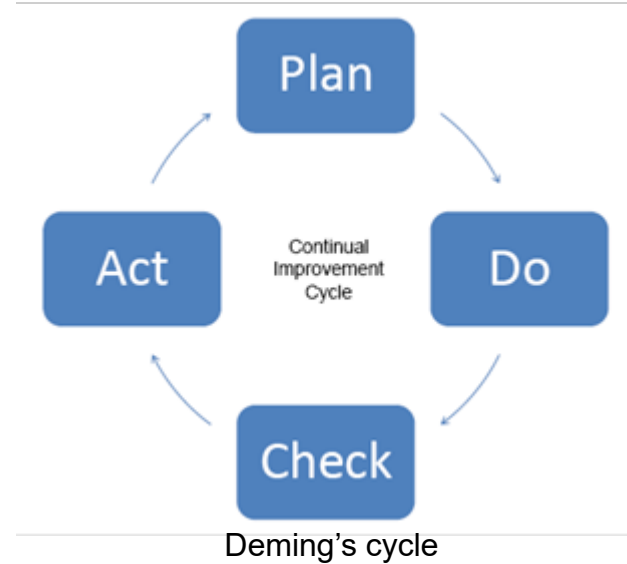 Plan
Act
Continual
Improvement
Cycle
Do
Check
Deming’s cycle